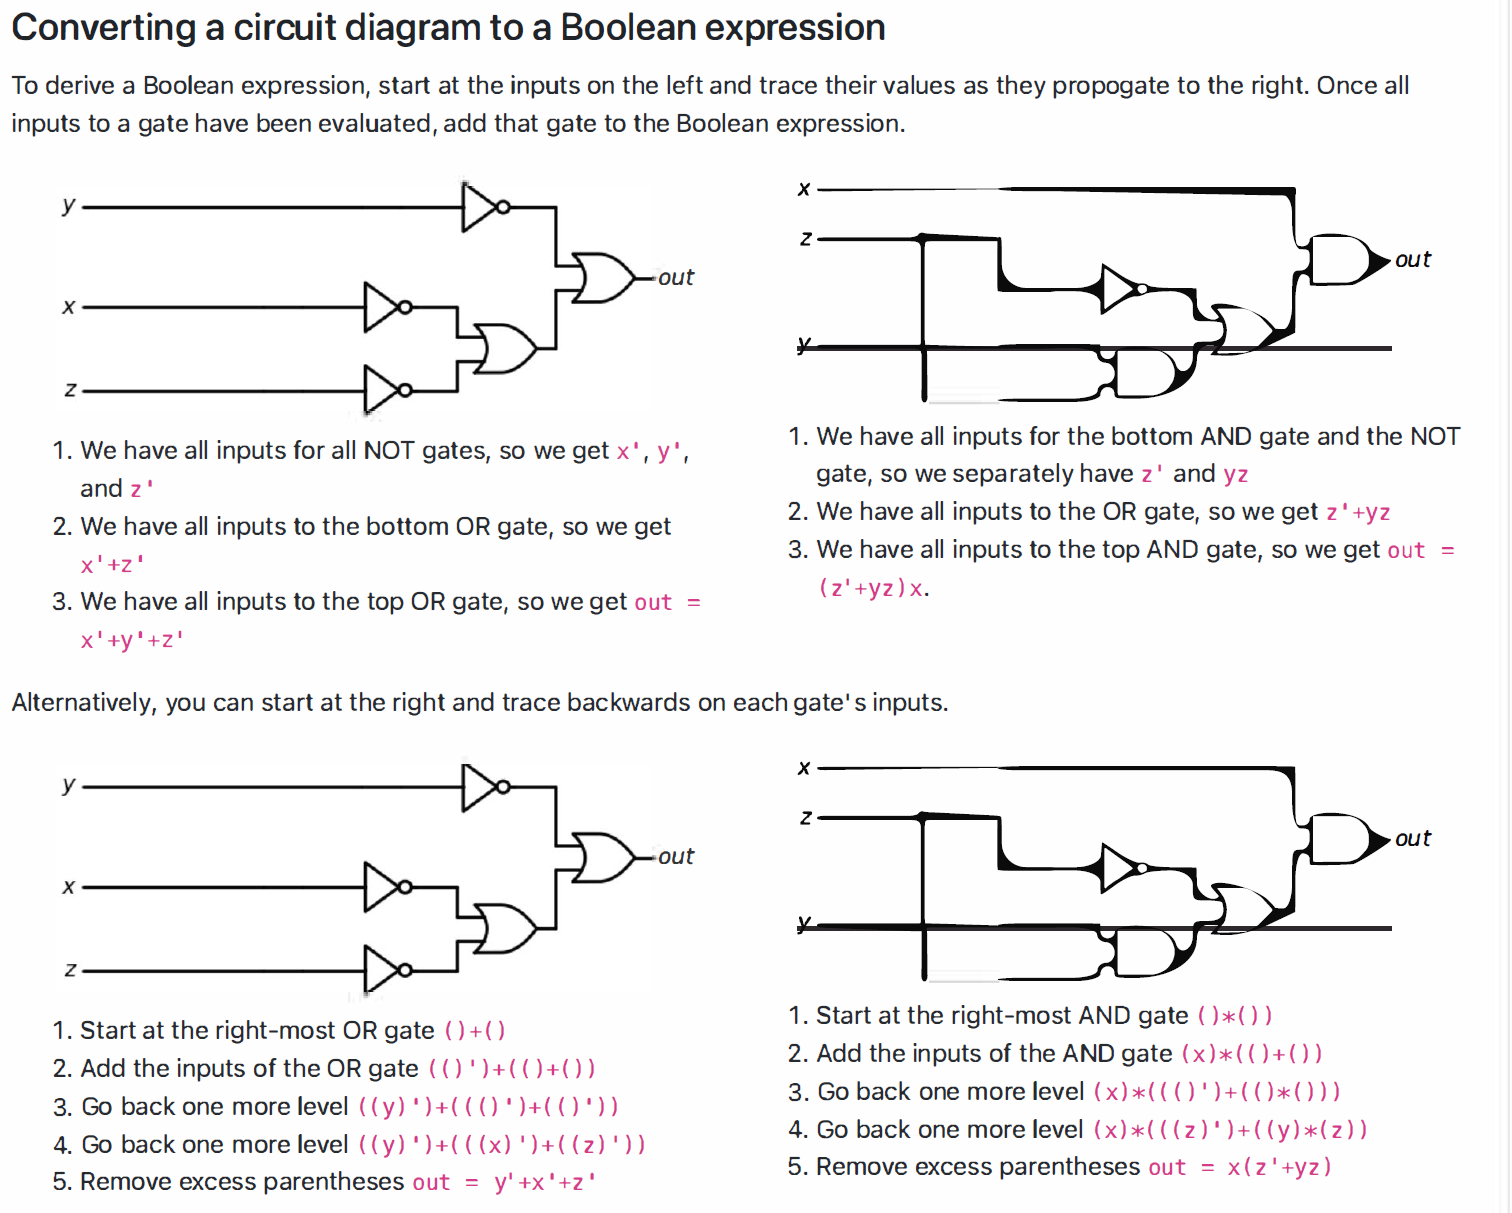 Converting a circuit diagram to a Boolean expression
To derive a Boolean expression, start at the inputs on the left and trace their values as they propogate to the right. Once all
inputs to a gate have been evaluated, add that gate to the Boolean expression.
y
x
z
out
1. We have all inputs for all NOT gates, so we get x', y',
and z'
2. We have all inputs to the bottom OR gate, so we get
x'+z'
3. We have all inputs to the top OR gate, so we get out =
x'+y'+z'
x
z
y
out
1. We have all inputs for the bottom AND gate and the NOT
gate, so we separately have z' and yz
2. We have all inputs to the OR gate, so we get z'+yz
3. We have all inputs to the top AND gate, so we get out =
(z'+yz)x.
Alternatively, you can start at the right and trace backwards on each gate's inputs.
y
x
z
out
1. Start at the right-most OR gate ()+()
2. Add the inputs of the OR gate (()')+(()+())
3. Go back one more level ((y)')+((()')+(()'))
4. Go back one more level ((y)')+(((x)')+((z)'))
5. Remove excess parentheses out = y'+x'+z'
x
z
y
out
1. Start at the right-most AND gate ()*())
2. Add the inputs of the AND gate (x)*(()+())
3. Go back one more level (x)*((()')+(()*()))
4. Go back one more level (x)*(((z)')+((y)*(z))
5. Remove excess parentheses out = x(z'+yz)